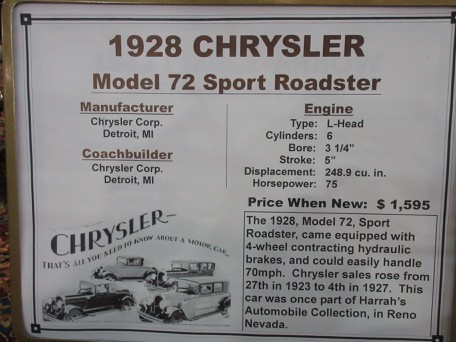 1928 CHRYSLER
Model 72 Sport Roadster
Manufacturer
Chrysler Corp.
Detroit, MI
Coachbuilder
Chrysler Corp.
Detroit, MI
Engine
Type: L-Head
Cylinders: 6
Bore: 3 1/4"
Stroke: 5"
Displacement: 248.9 cu. in.
Horsepower: 75
Price When New: $ 1,595
CHRYSLER—
THAT'S ALL YOU NEED TO KNOW ABOUT A MOTOR CAR
The 1928, Model 72, Sport
Roadster, came equipped with
4-wheel contracting hydraulic
brakes, and could easily handle
70mph. Chrysler sales rose from
27th in 1923 to 4th in 1927. This
car was once part of Harrah's
Automobile Collection, in Reno
Nevada.